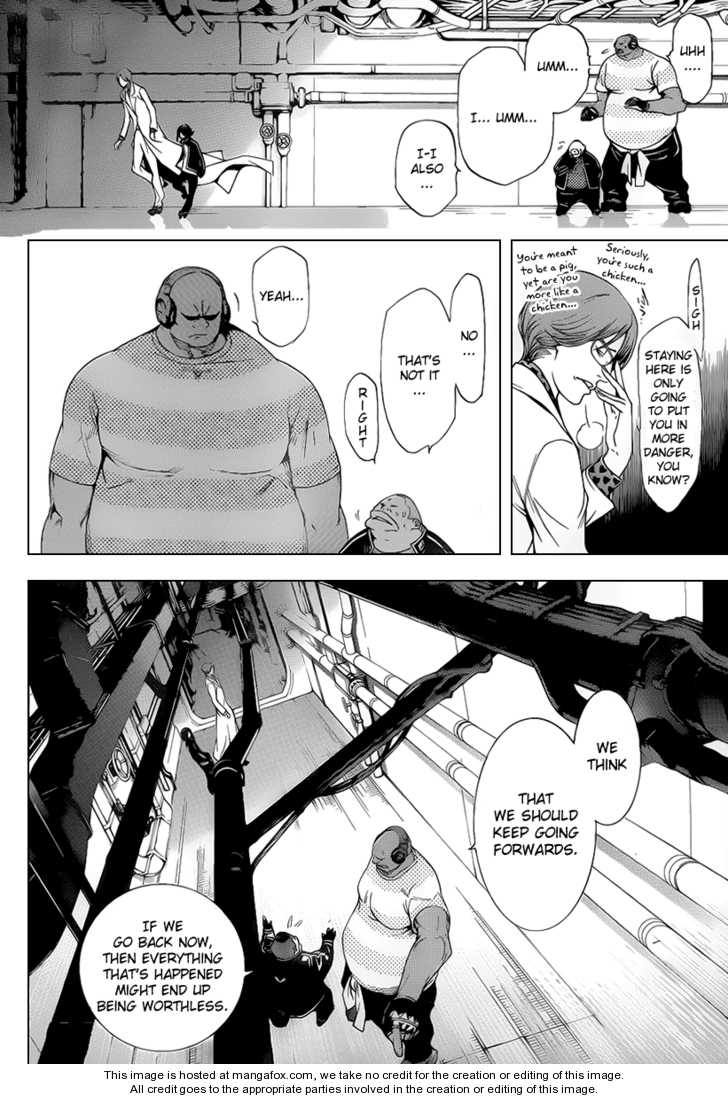 UHH
....
UMM...
I... UMM...
I-I
ALSO
...
SIGH
STAYING
HERE IS
ONLY
GOING
TO PUT
YOU IN
MORE
DANGER,
YOU
KNOW?
Seriously,
you're such a
chicken...
You're meant
to be a pig,
yet are you
more like a
chicken...
NO
...
THAT'S
NOT IT
...
RIGHT
YEAH...
WE
THINK
THAT
WE SHOULD
KEEP GOING
FORWARDS.
IF WE
GO BACK NOW,
THEN EVERYTHING
THAT'S HAPPENED
MIGHT END UP
BEING WORTHLESS.
This image is hosted at mangafox.com, we take no credit for the creation or editing of this image.
All credit goes to the appropriate parties involved in the creation or editing of this image.